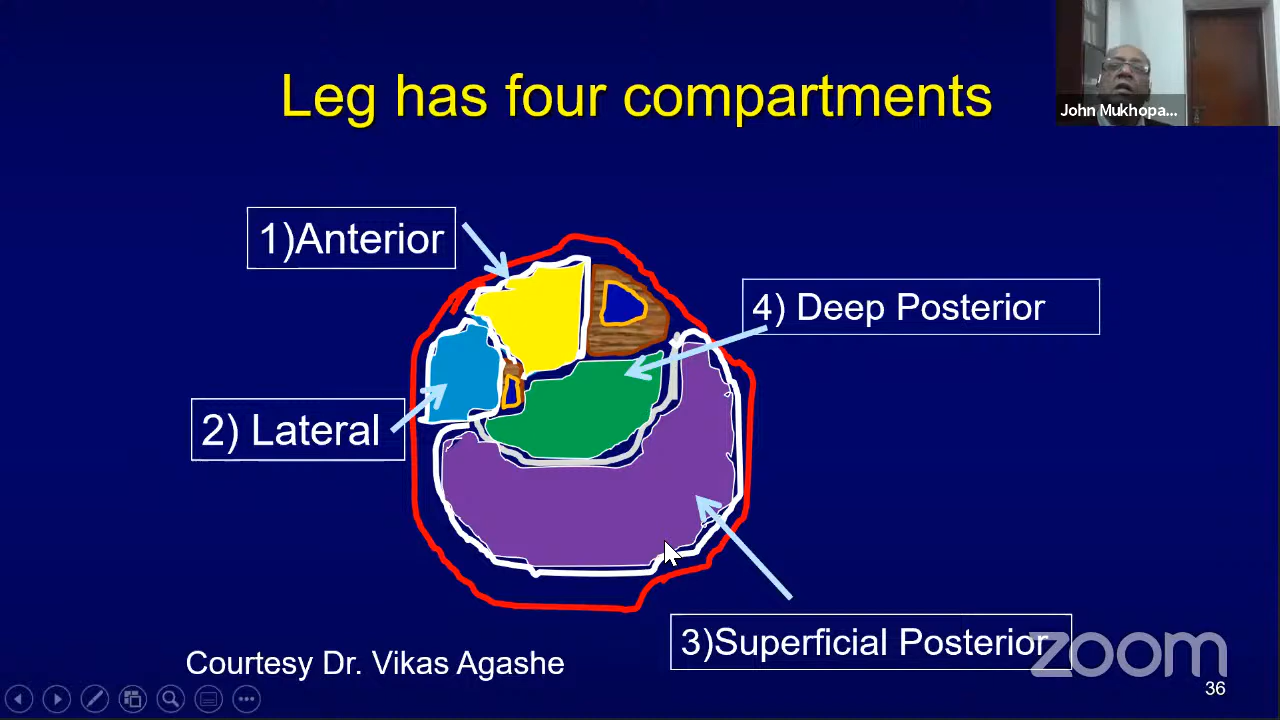 Leg has four compartments
John Mukhopa...
1)Anterior
4) Deep Posterior
2) Lateral
3)Superficial Posterior
zoom
Courtesy Dr. Vikas Agashe
36